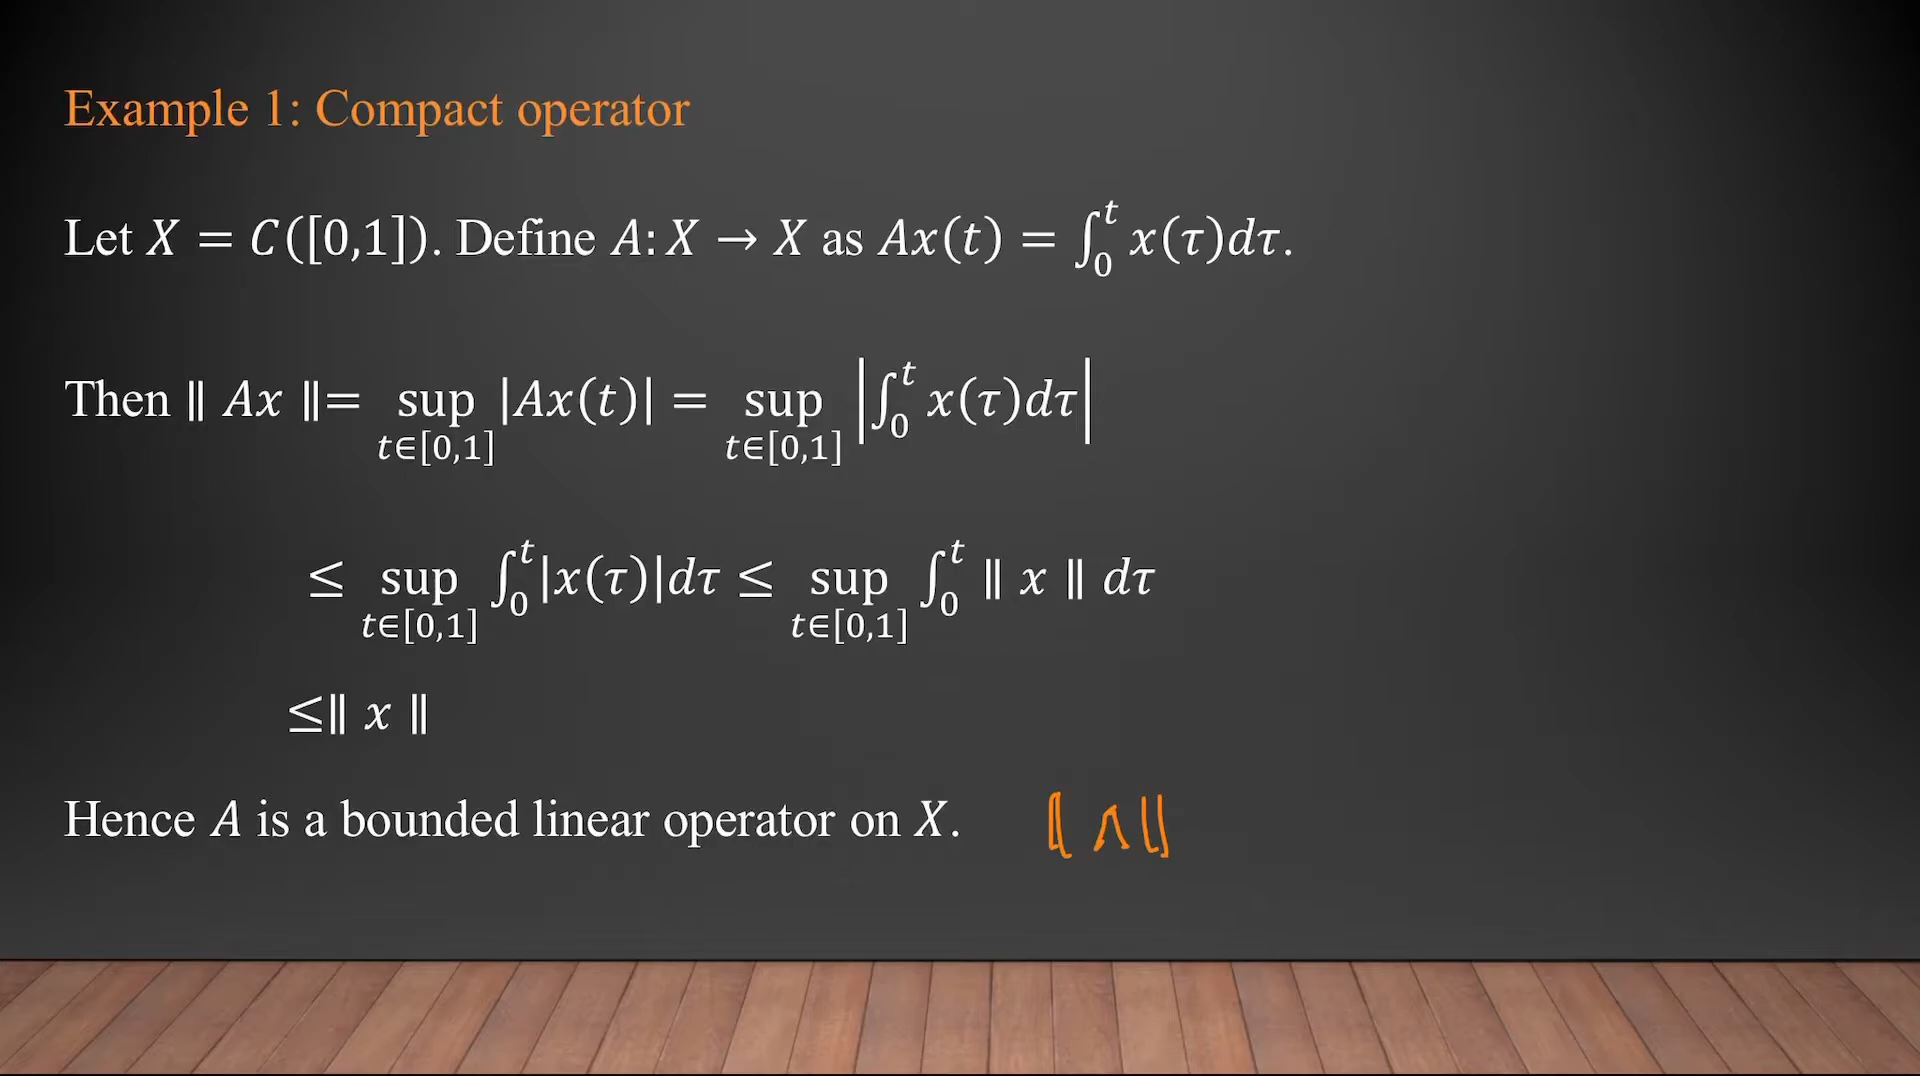 Example 1: Compact operator
Let X = C([0,1]). Define A: X → X as Ax(t) = ∫₀ᵗ x(τ)dτ.
Then ‖ Ax ‖= sup_{t∈[0,1]} |Ax(t)| = sup_{t∈[0,1]} |∫₀ᵗ x(τ)dτ|
≤ sup_{t∈[0,1]} ∫₀ᵗ|x(τ)|dτ ≤ sup_{t∈[0,1]} ∫₀ᵗ ‖ x ‖ dτ
≤‖ x ‖
Hence A is a bounded linear operator on X.